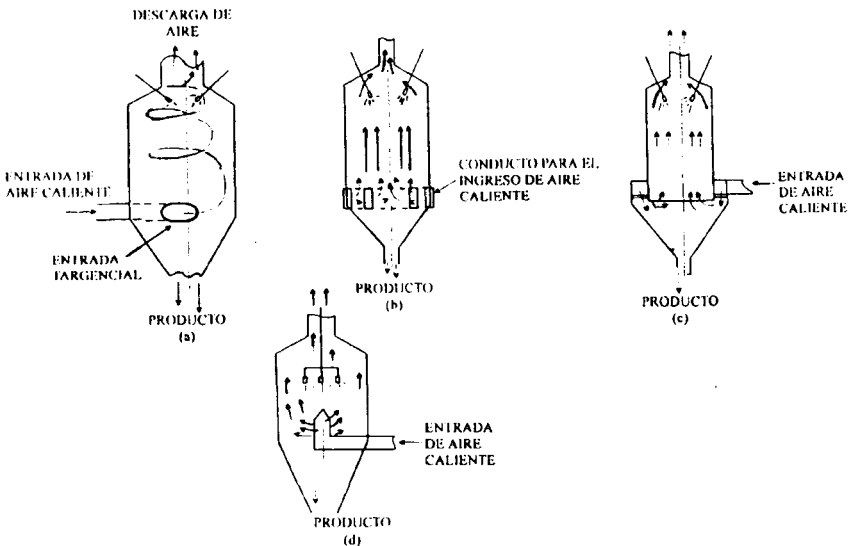 DESCARGA DE
AIRE
ENTRADA DE
AIRE CALIENTE
ENTRADA
TARGENCIAL
PRODUCTO
(a)
CONDUCTO PARA EL
INGRESO DE AIRE
CALIENTE
PRODUCTO
(b)
ENTRADA
DE AIRE
CALIENTE
PRODUCTO
(c)
ENTRADA
DE AIRE
CALIENTE
PRODUCTO
(d)